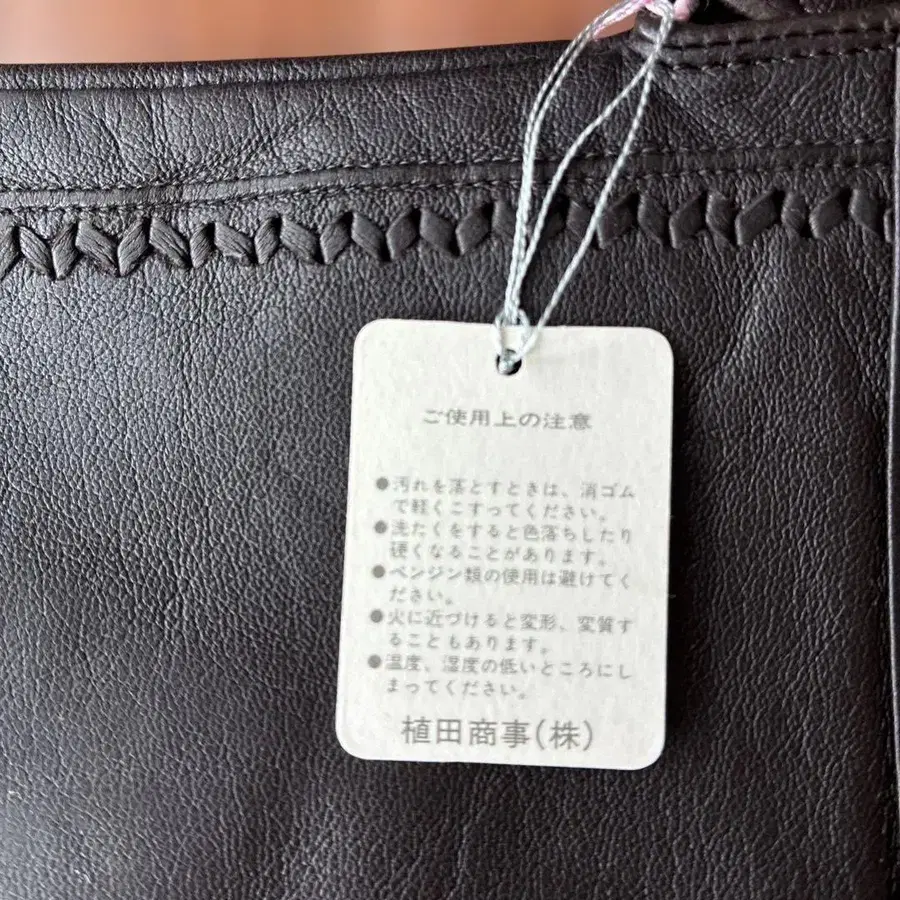 ご使用上の注意
●汚れを落とすときは、消ゴム
で軽くこすってください。
●洗たくをすると色落ちしたり
硬くなることがあります。
●ベンジン類の使用は避けてく
ださい。
●火に近づけると変形、変質す
ることもあります。
●温度、湿度の低いところにし
まってください。
植田商事(株)